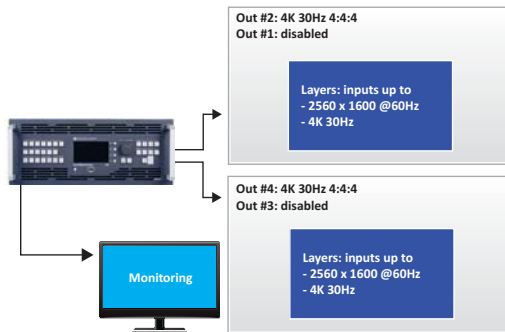 Out #2: 4K 30Hz 4:4:4
Out #1: disabled
Layers: inputs up to
- 2560 x 1600 @60Hz
- 4K 30Hz
Out #4: 4K 30Hz 4:4:4
Out #3: disabled
Layers: inputs up to
- 2560 x 1600 @60Hz
- 4K 30Hz
Monitoring